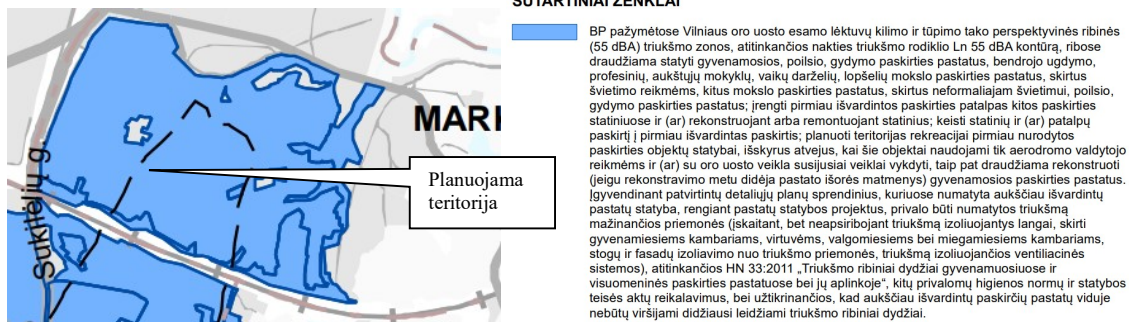 SUTARTINIAI ŽENKLAI
MARK
Planuojama
teritorija
Sukilėlių g.
BP pažymėtose Vilniaus oro uosto esamo lėktuvų kilimo ir tūpimo tako perspektyvinės ribinės
(55 dBA) triukšmo zonos, atitinkančios nakties triukšmo rodiklio Ln 55 dBA kontūrą, ribose
draudžiama statyti gyvenamosios, poilsio, gydymo paskirties pastatus, bendrojo ugdymo,
profesinių, aukštųjų mokyklų, vaikų darželių, lopšelių mokslo paskirties pastatus, skirtus
švietimo reikmėms, kitus mokslo paskirties pastatus, skirtus neformaliajam švietimui, poilsio,
gydymo paskirties pastatus; įrengti pirmiau išvardintos paskirties patalpas kitos paskirties
statiniuose ir (ar) rekonstruojant arba remontuojant statinius; keisti statinių ir (ar) patalpų
paskirtį į pirmiau išvardintas paskirtis; planuoti teritorijas rekreacijai pirmiau nurodytos
paskirties objektų statybai, išskyrus atvejus, kai šie objektai naudojami tik aerodromo valdytojo
reikmėms ir (ar) su oro uosto veikla susijusiai veiklai vykdyti, taip pat draudžiama rekonstruoti
(jeigu rekonstravimo metu didėja pastato išorės matmenys) gyvenamosios paskirties pastatus.
Įgyvendinant patvirtintų detaliųjų planų sprendinius, kuriuose numatyta aukščiau išvardintų
pastatų statyba, rengiant pastatų statybos projektus, privalo būti numatytos triukšmą
mažinančios priemonės (įskaitant, bet neapsiribojant triukšmą izoliuojantys langai, skirti
gyvenamiesiems kambariams, virtuvėms, valgomiesiems bei miegamiesiems kambariams,
stogų ir fasadų izoliavimo nuo triukšmo priemonės, triukšmą izoliuojančios ventiliacinės
sistemos), atitinkančios HN 33:2011 „Triukšmo ribiniai dydžiai gyvenamuosiuose ir
visuomeninės paskirties pastatuose bei jų aplinkoje“, kitų privalomų higienos normų ir statybos
teisės aktų reikalavimus, bei užtikrinančios, kad aukščiau išvardintų paskirčių pastatų viduje
nebūtų viršijami didžiausi leidžiami triukšmo ribiniai dydžiai.